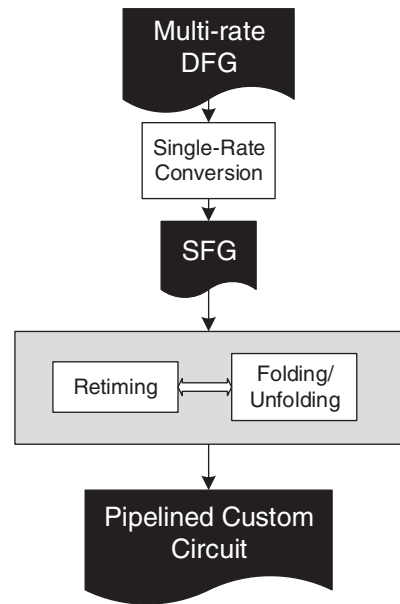 Multi-rate
DFG
Single-Rate
Conversion
SFG
Retiming
Folding/
Unfolding
Pipelined Custom
Circuit